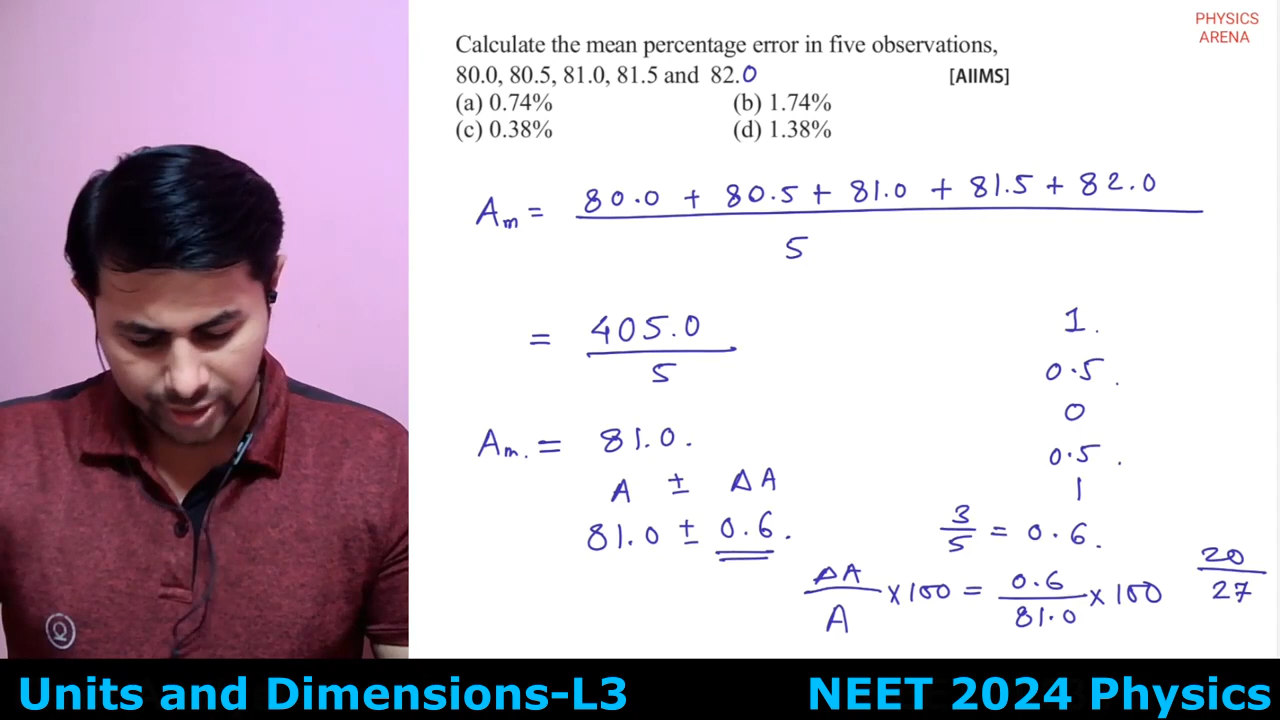 PHYSICS
ARENA
Calculate the mean percentage error in five observations,
80.0, 80.5, 81.0, 81.5 and 82.0
[AIIMS]
(a) 0.74% (b) 1.74%
(c) 0.38% (d) 1.38%
Am = 80.0 + 80.5 + 81.0 + 81.5 + 82.0
5
= 405.0
5
Am. = 81.0.
A ± ΔA
81.0 ± 0.6.
1.
0.5.
0
0.5.
1
3/5 = 0.6.
ΔA/A × 100 = 0.6/81.0 × 100
20/27
Units and Dimensions-L3 NEET 2024 Physics